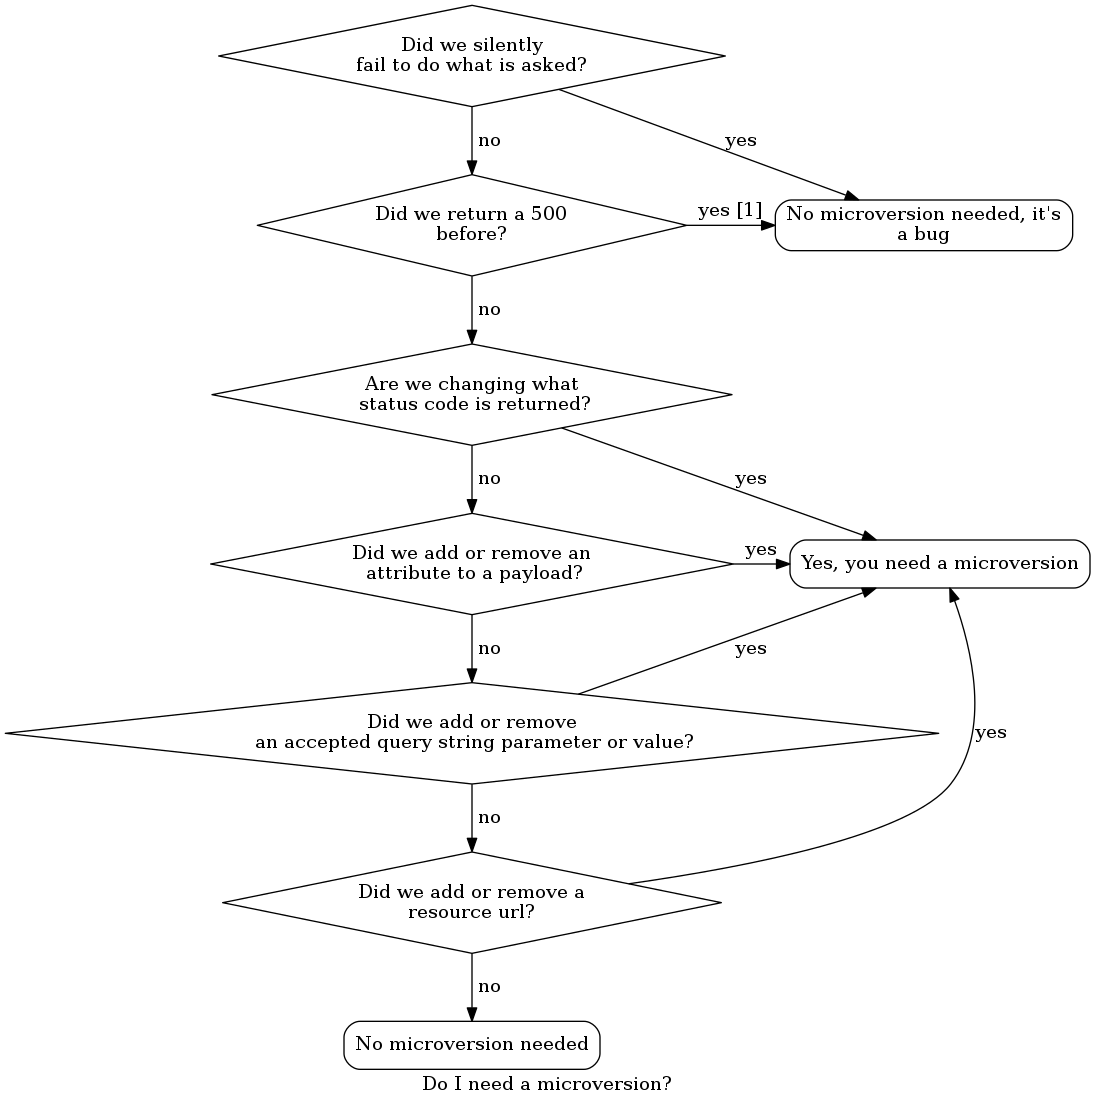 Did we silently
fail to do what is asked?
no
yes
Did we return a 500
before?
yes [1]
No microversion needed, it's
a bug
no
Are we changing what
status code is returned?
no
yes
Did we add or remove an
attribute to a payload?
yes
Yes, you need a microversion
no
yes
Did we add or remove
an accepted query string parameter or value?
yes
no
Did we add or remove a
resource url?
no
No microversion needed
Do I need a microversion?